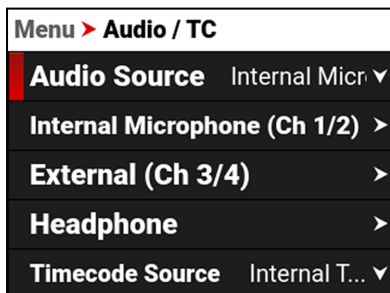 Menu > Audio / TC
Audio Source Internal Micr
Internal Microphone (Ch 1/2)
External (Ch 3/4)
Headphone
Timecode Source Internal T...